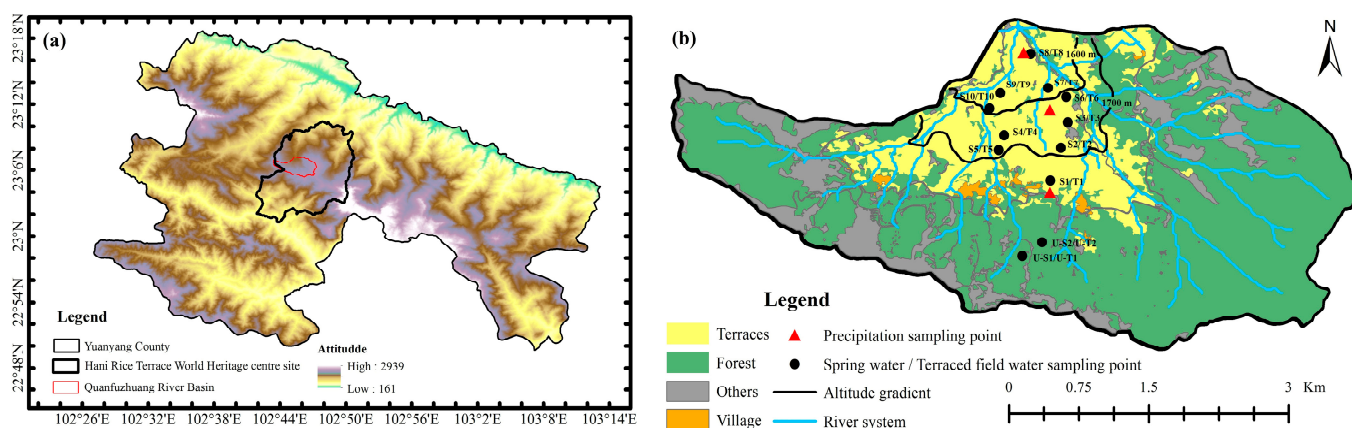 (a)
23°18'N
23°12'N
23°6'N
23°N
22°54'N
22°48'N
102°26'E 102°32'E 102°38'E 102°44'E 102°50'E 102°56'E 103°2'E 103°8'E 103°14'E
Legend
Yuanyang County
Hani Rice Terrace World Heritage centre site
Quanfuzhuang River Basin
Attitudde
High : 2939
Low : 161
(b)
N
S8/T8
1600 m
S7/T7
S9/T9
S10/T10
S6/T6
1700 m
S3/T3
S4/T4
S2/T2
S5/T5
S1/T1
U-S2/U-T2
U-S1/U-T1
Legend
Terraces
Forest
Others
Village
Precipitation sampling point
Spring water / Terraced field water sampling point
Altitude gradient
River system
0 0.75 1.5 3 Km